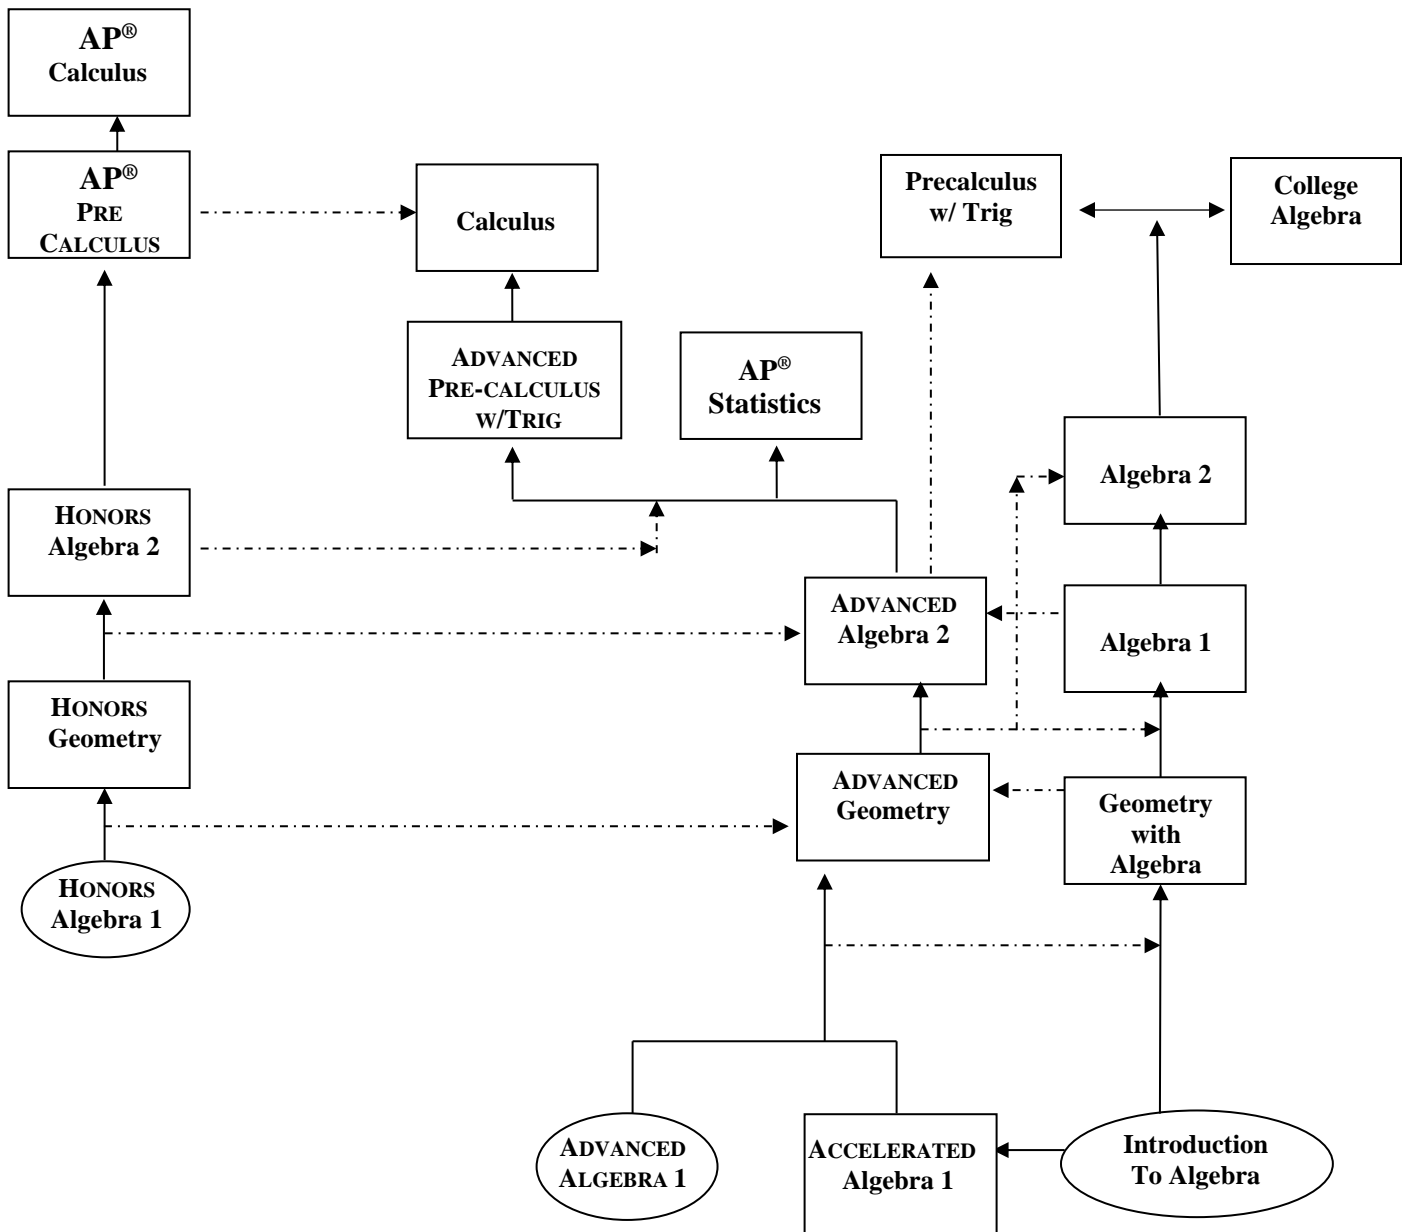 AP®
Calculus
AP®
PRE
CALCULUS
Calculus
Precalculus
w/ Trig
College
Algebra
ADVANCED
PRE-CALCULUS
W/TRIG
AP®
Statistics
Algebra 2
HONORS
Algebra 2
ADVANCED
Algebra 2
Algebra 1
HONORS
Geometry
ADVANCED
Geometry
Geometry
with
Algebra
HONORS
Algebra 1
ADVANCED
ALGEBRA 1
ACCELERATED
Algebra 1
Introduction
To Algebra